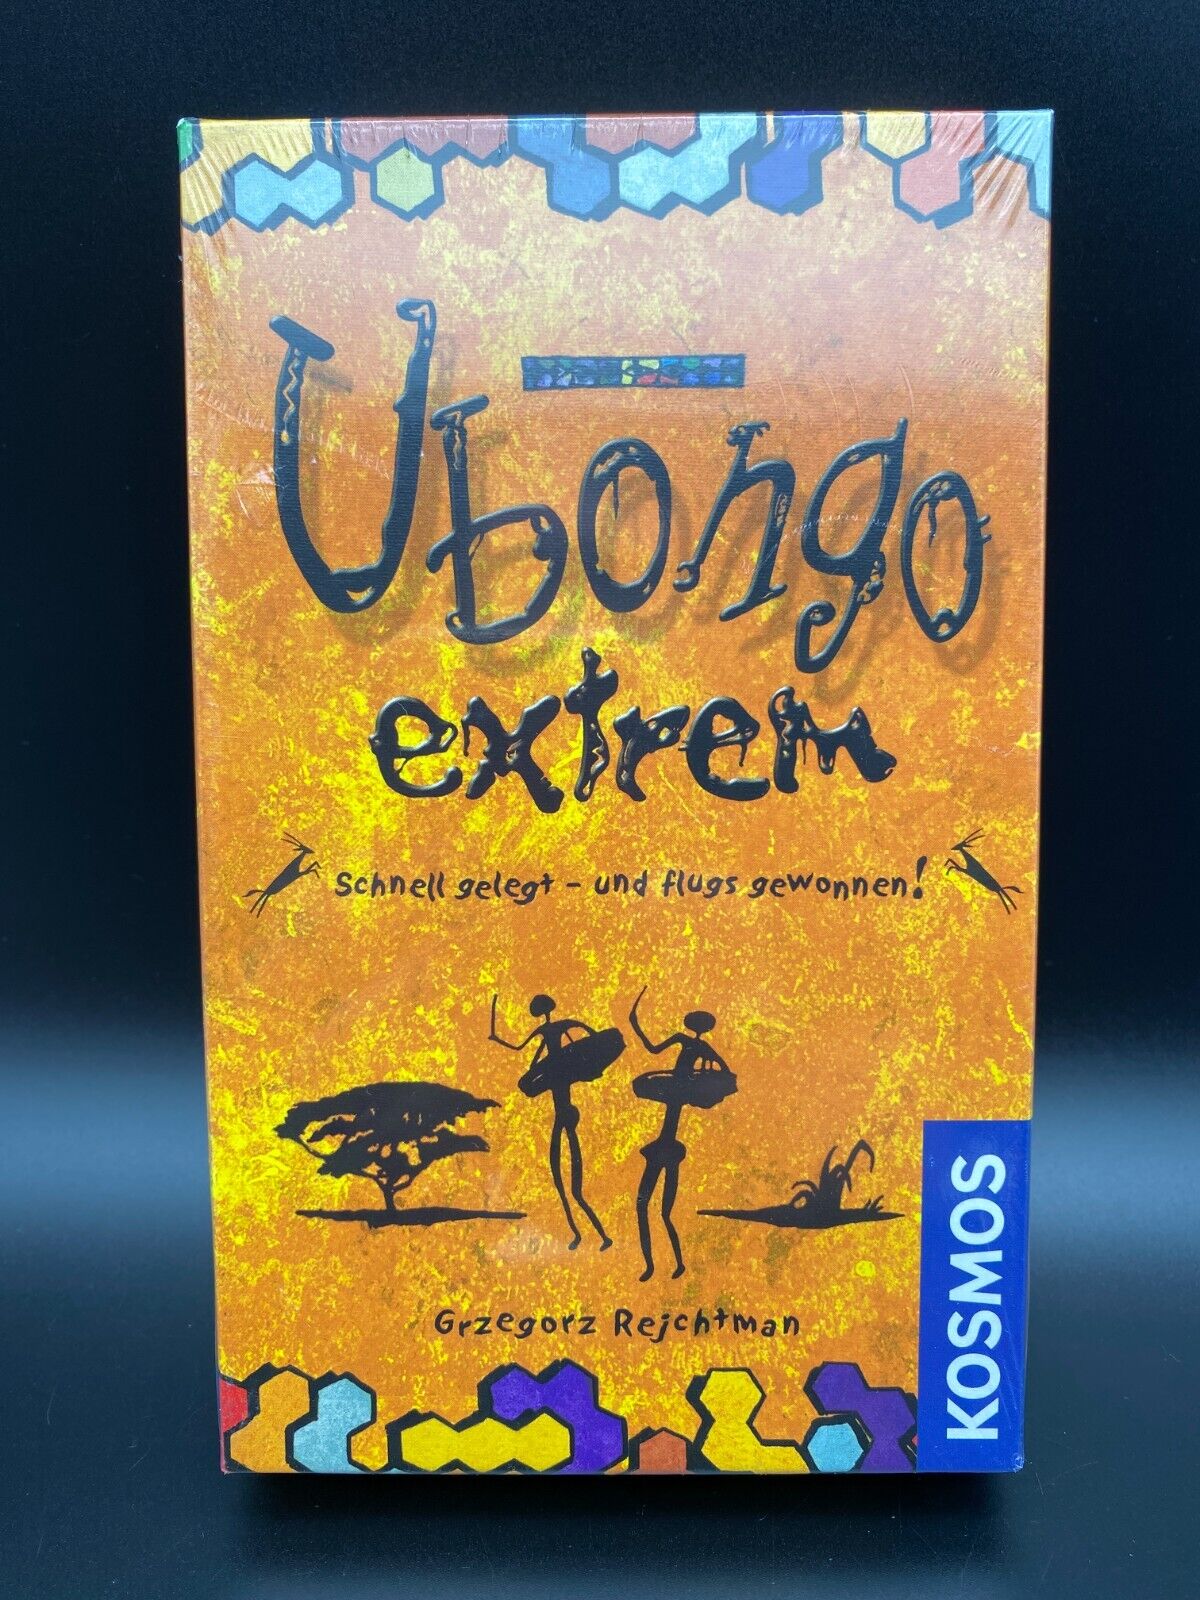 Ubongo
extrem
Schnell gelegt - und flugs gewonnen!
Grzegorz Rejchtman
KOSMOS